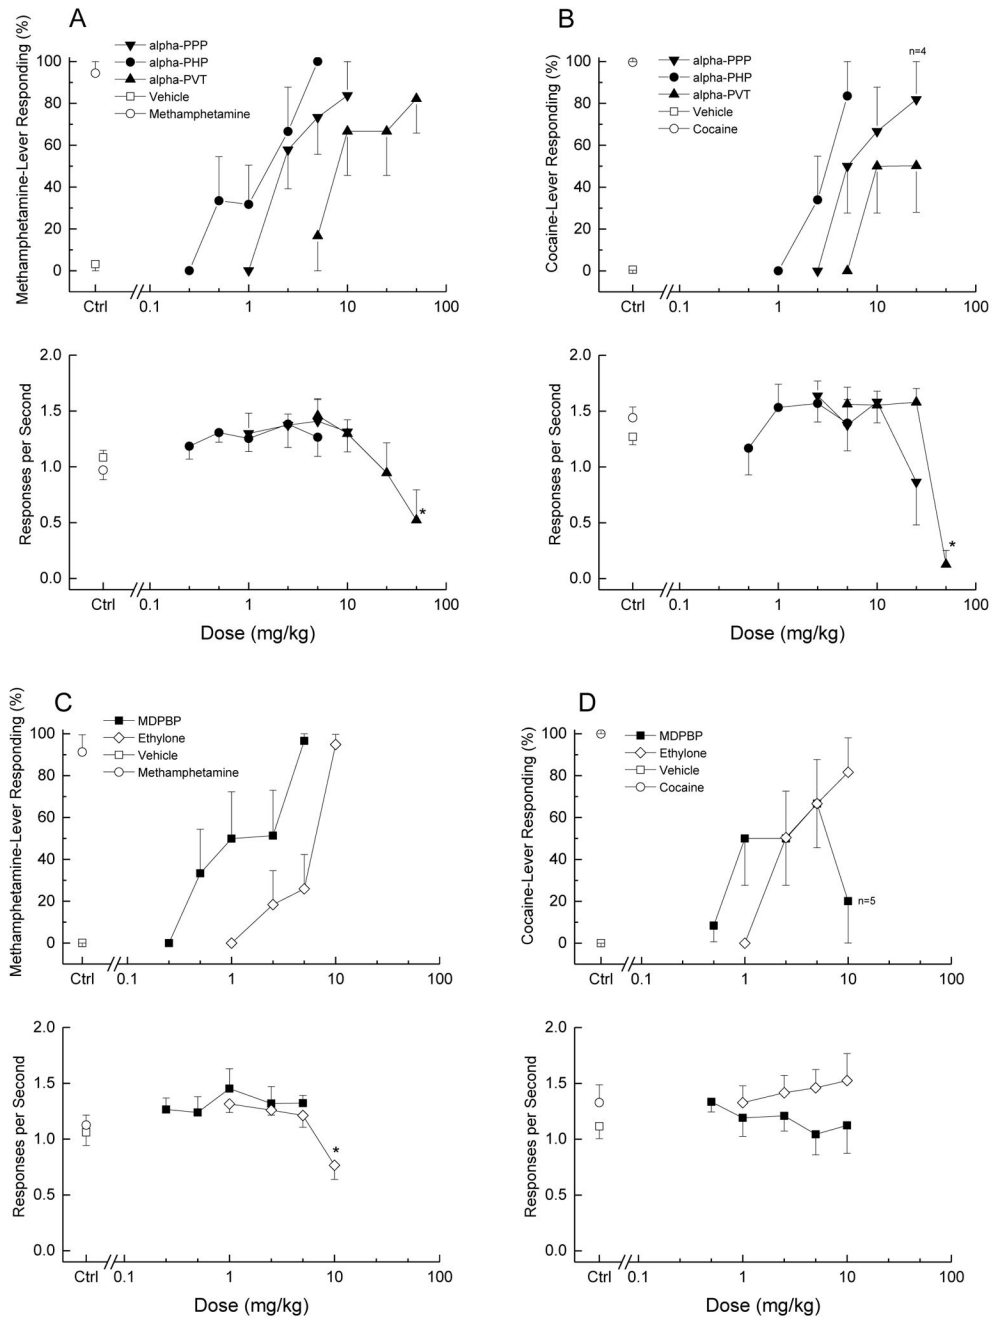 A
Methamphetamine-Lever Responding (%)
alpha-PPP
alpha-PHP
alpha-PVT
Vehicle
Methamphetamine
100
80
60
40
20
0
Ctrl
0.1
1
10
100
B
Cocaine-Lever Responding (%)
n=4
alpha-PPP
alpha-PHP
alpha-PVT
Vehicle
Cocaine
100
80
60
40
20
0
Ctrl
0.1
1
10
100
Responses per Second
2.0
1.5
1.0
0.5
0.0
*
Ctrl
0.1
1
10
100
Dose (mg/kg)
Responses per Second
2.0
1.5
1.0
0.5
0.0
*
Ctrl
0.1
1
10
100
Dose (mg/kg)
C
Methamphetamine-Lever Responding (%)
MDPBP
Ethylone
Vehicle
Methamphetamine
100
80
60
40
20
0
Ctrl
0.1
1
10
100
D
Cocaine-Lever Responding (%)
MDPBP
Ethylone
Vehicle
Cocaine
100
80
60
40
20
0
n=5
Ctrl
0.1
1
10
100
Responses per Second
2.0
1.5
1.0
0.5
0.0
*
Ctrl
0.1
1
10
100
Dose (mg/kg)
Responses per Second
2.0
1.5
1.0
0.5
0.0
Ctrl
0.1
1
10
100
Dose (mg/kg)